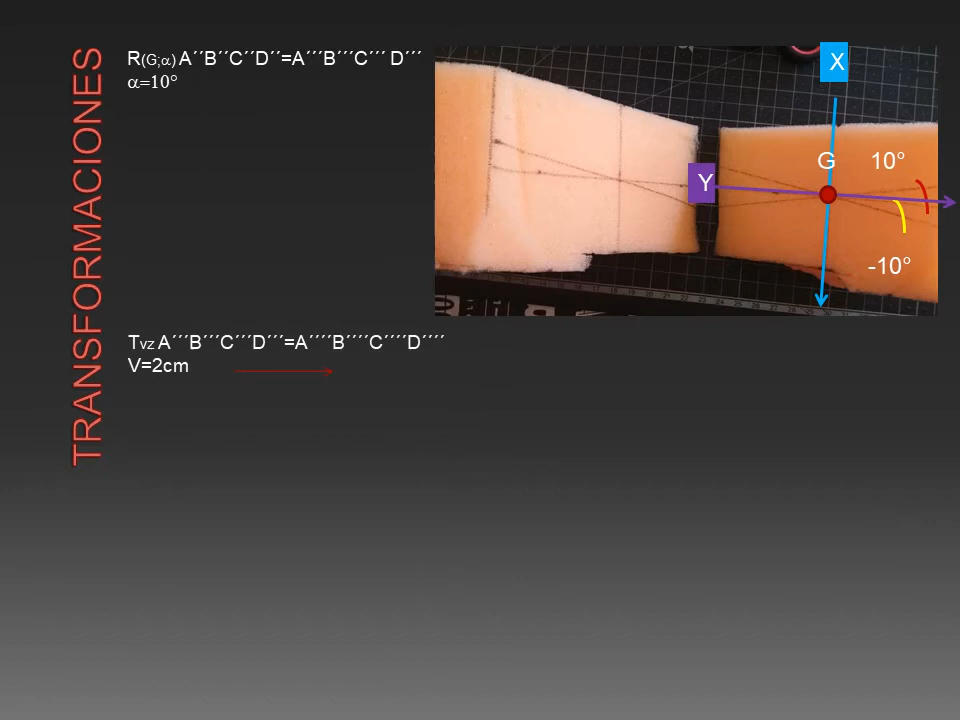 TRANSFORMACIONES
R(G;α) A´´B´´C´´D´´=A´´´B´´´C´´´ D´´´
α=10°
X
G
10°
Y
-10°
Tvz A´´´B´´´C´´´D´´´=A´´´´B´´´´C´´´´D´´´´
V=2cm